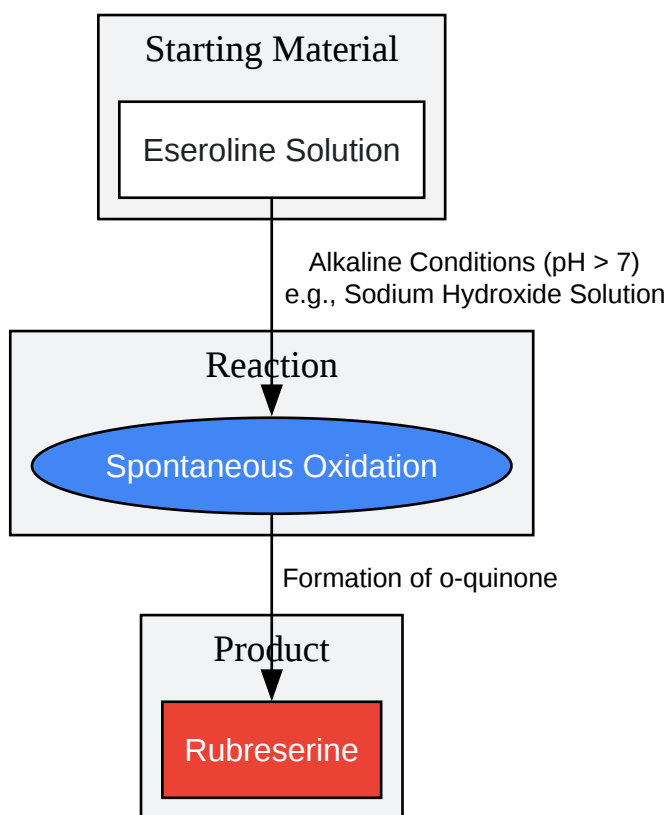 Starting Material
Eseroline Solution
Alkaline Conditions (pH > 7)
e.g., Sodium Hydroxide Solution
Reaction
Spontaneous Oxidation
Formation of o-quinone
Product
Rubreserine